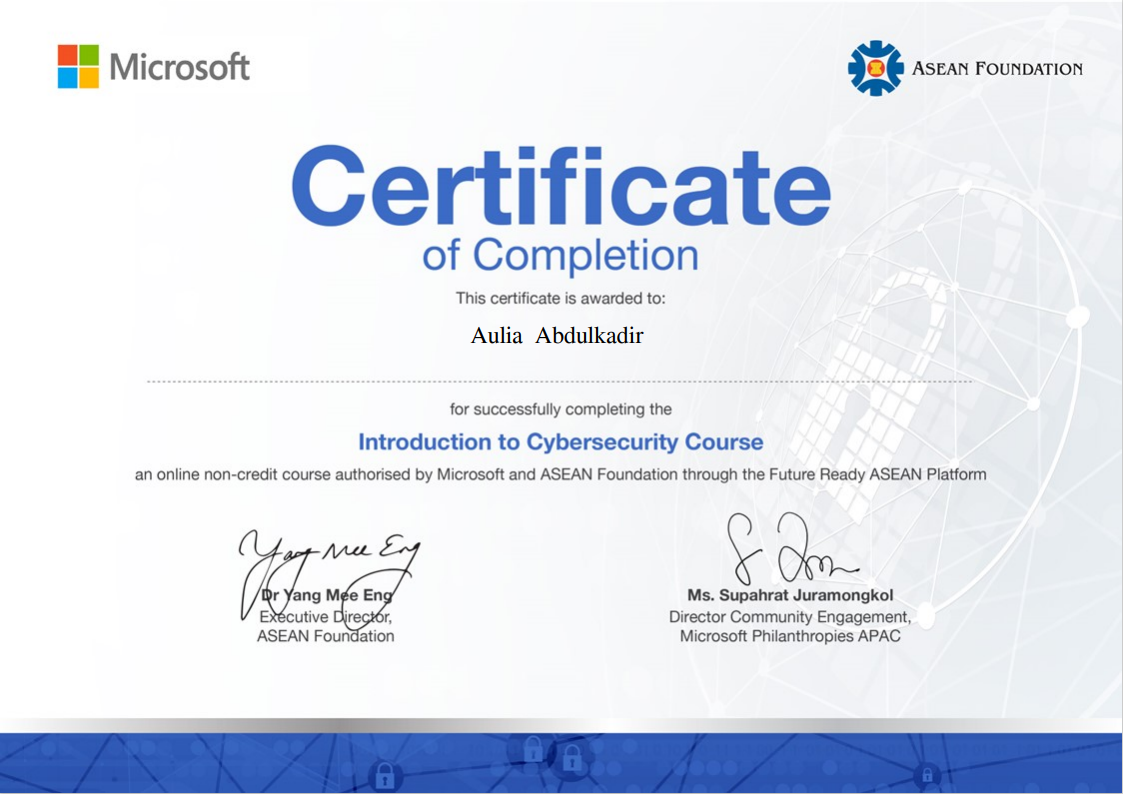 Microsoft
ASEAN FOUNDATION
Certificate
of Completion
This certificate is awarded to:
Aulia Abdulkadir
for successfully completing the
Introduction to Cybersecurity Course
an online non-credit course authorised by Microsoft and ASEAN Foundation through the Future Ready ASEAN Platform
Yang Mee Eng
Dr Yang Mee Eng
Executive Director,
ASEAN Foundation
Ms. Supahrat Juramongkol
Director Community Engagement,
Microsoft Philanthropies APAC